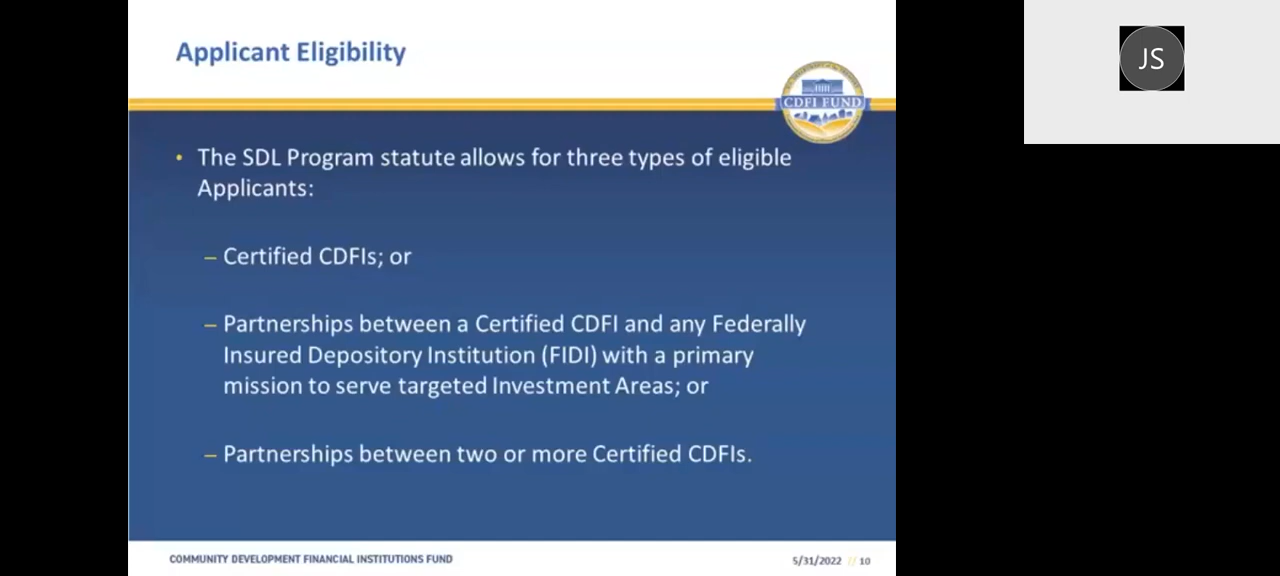 Applicant Eligibility
CDFI FUND
• The SDL Program statute allows for three types of eligible
Applicants:
– Certified CDFIs; or
– Partnerships between a Certified CDFI and any Federally
Insured Depository Institution (FIDI) with a primary
mission to serve targeted Investment Areas; or
– Partnerships between two or more Certified CDFIs.
COMMUNITY DEVELOPMENT FINANCIAL INSTITUTIONS FUND
5/31/2022 // 10
JS